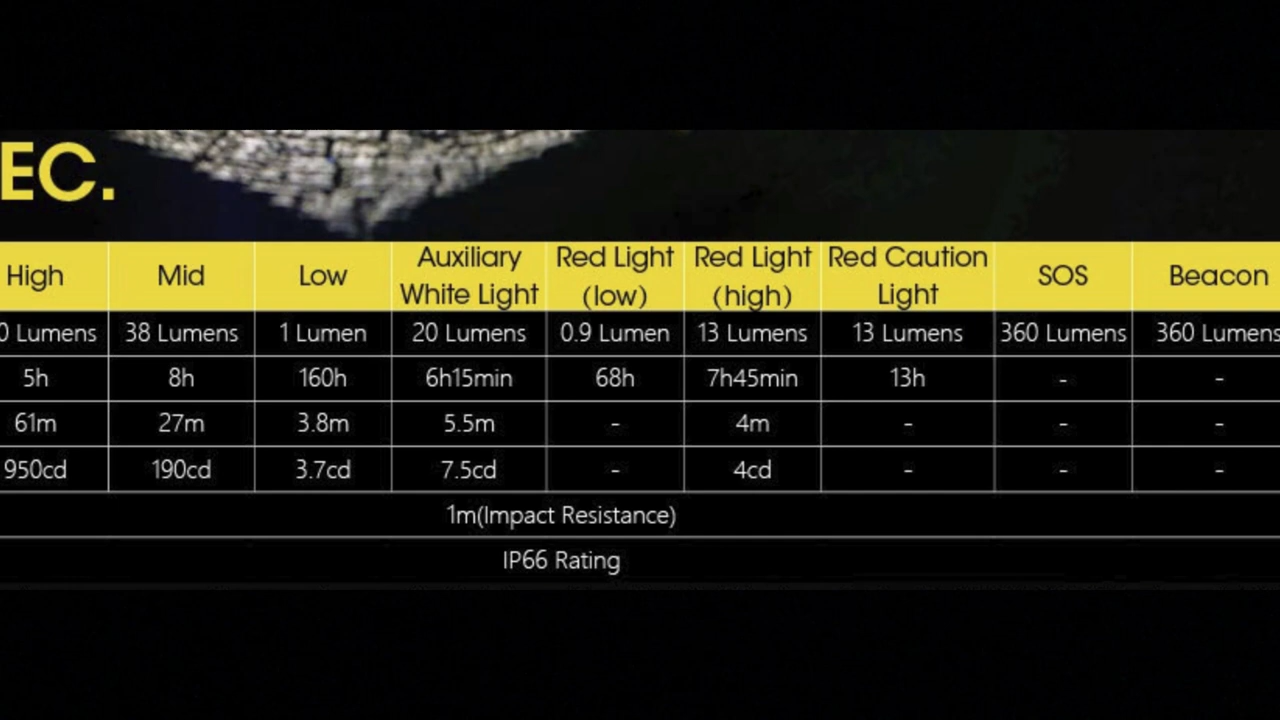 EC.
High Mid Low Auxiliary White Light Red Light (low) Red Light (high) Red Caution Light SOS Beacon
0 Lumens 38 Lumens 1 Lumen 20 Lumens 0.9 Lumen 13 Lumens 13 Lumens 360 Lumens 360 Lumens
5h 8h 160h 6h15min 68h 7h45min 13h - -
61m 27m 3.8m 5.5m - 4m - - -
950cd 190cd 3.7cd 7.5cd - 4cd - - -
1m(Impact Resistance)
IP66 Rating